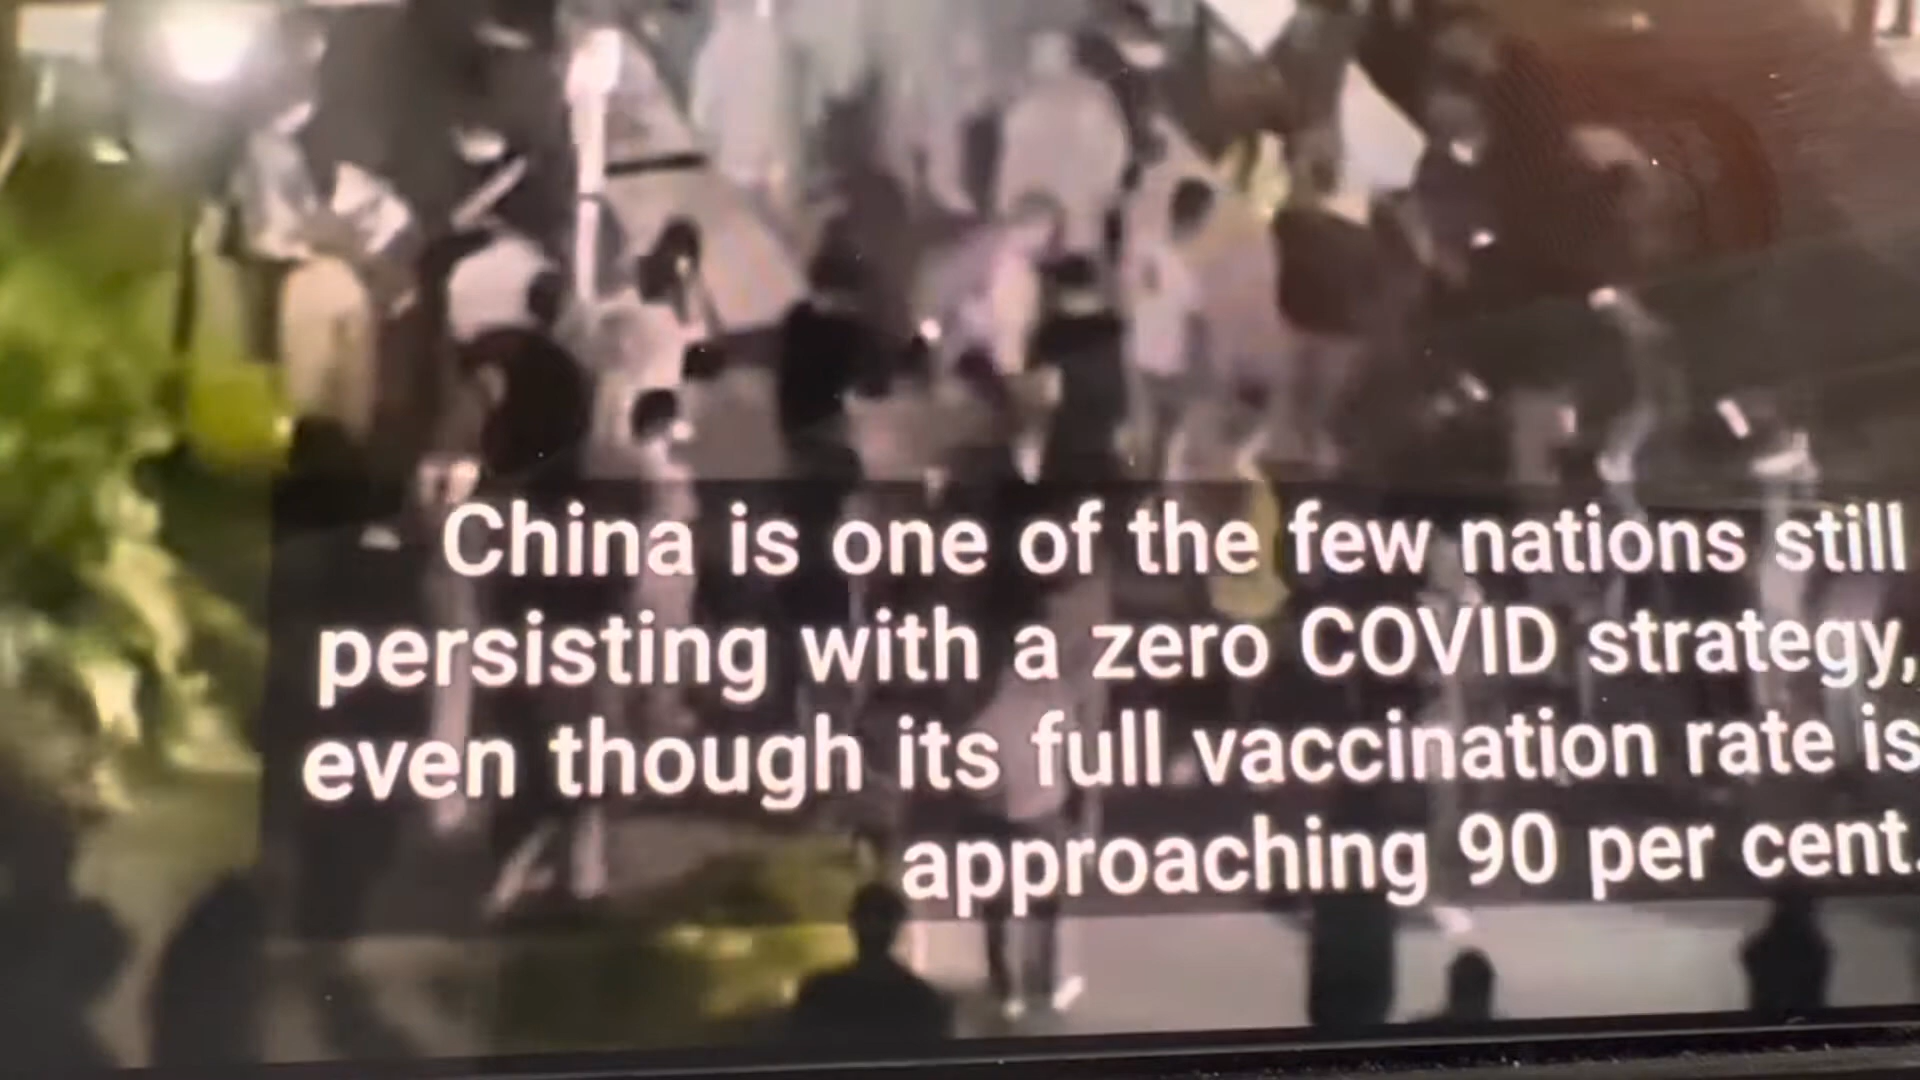 China is one of the few nations still
persisting with a zero COVID strategy,
even though its full vaccination rate is
approaching 90 per cent.